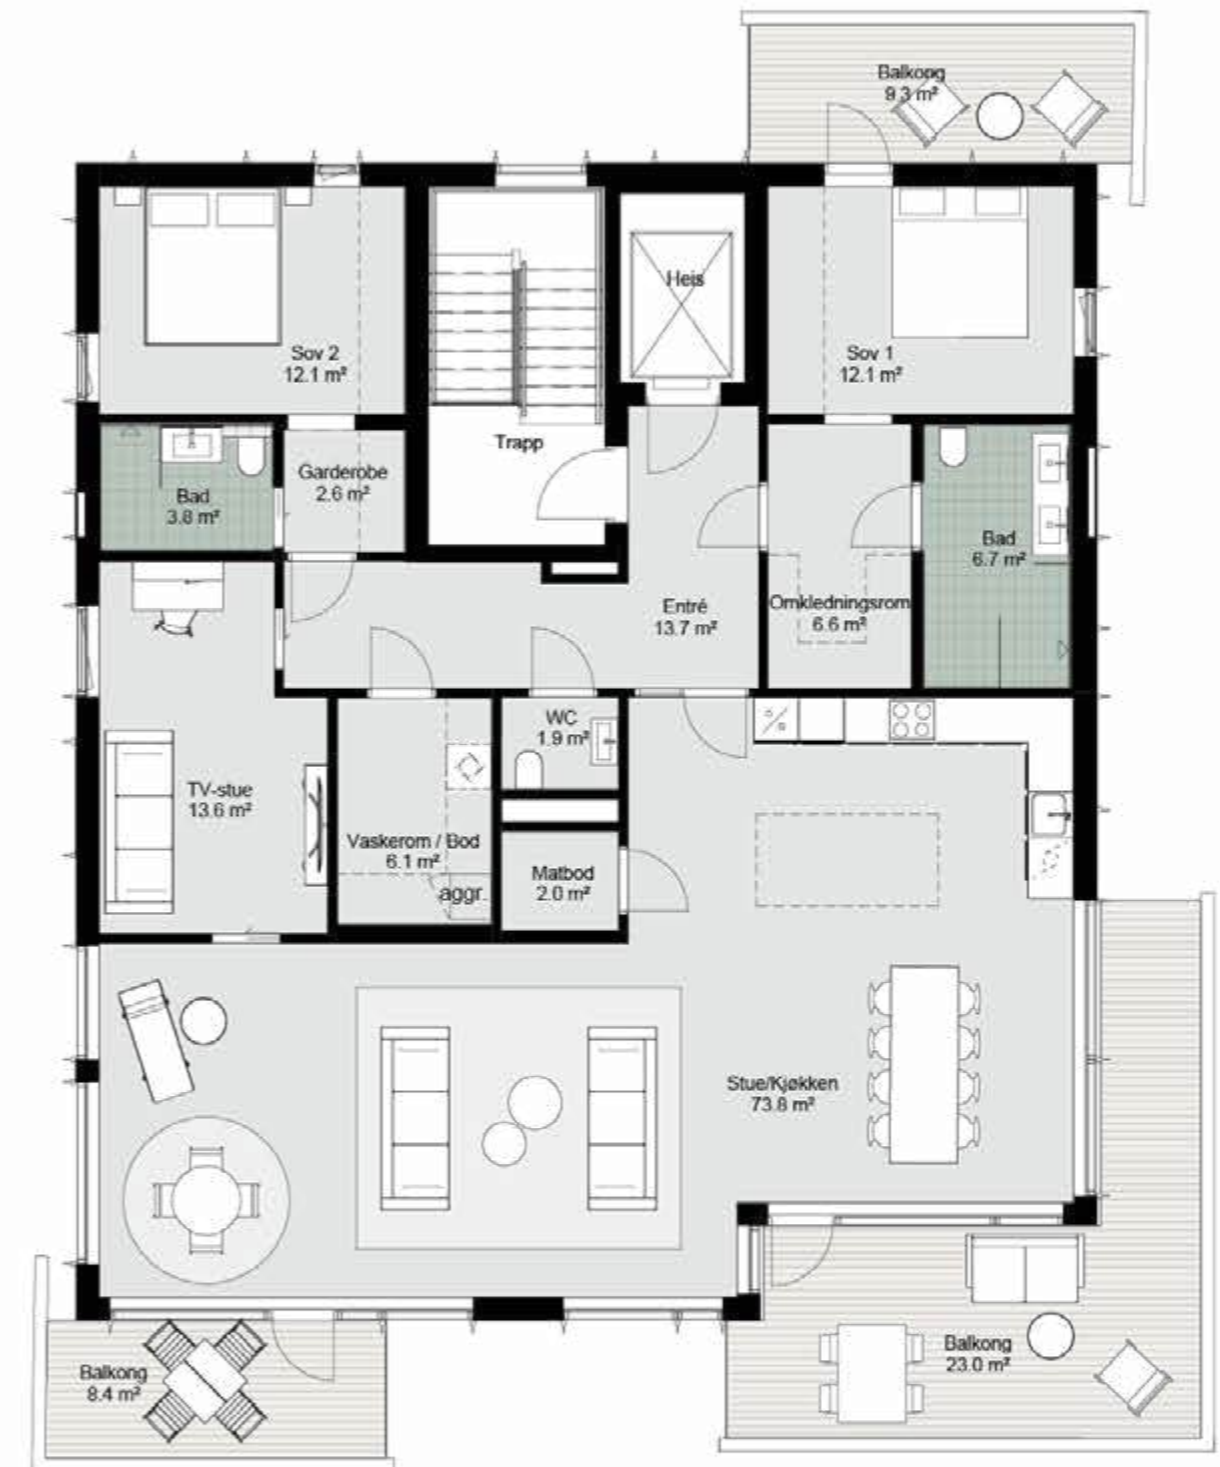 Balkong
9.3 m²
Heis
Sov 2
12.1 m²
Sov 1
12.1 m²
Trapp
Garderobe
2.6 m²
Bad
3.8 m²
Bad
6.7 m²
Entré
13.7 m²
Omkledningsrom
6.6 m²
WC
1.9 m²
TV-stue
13.6 m²
Vaskerom / Bod
6.1 m²
aggr.
Matbod
2.0 m²
Stue/Kjøkken
73.8 m²
Balkong
23.0 m²
Balkong
8.4 m²